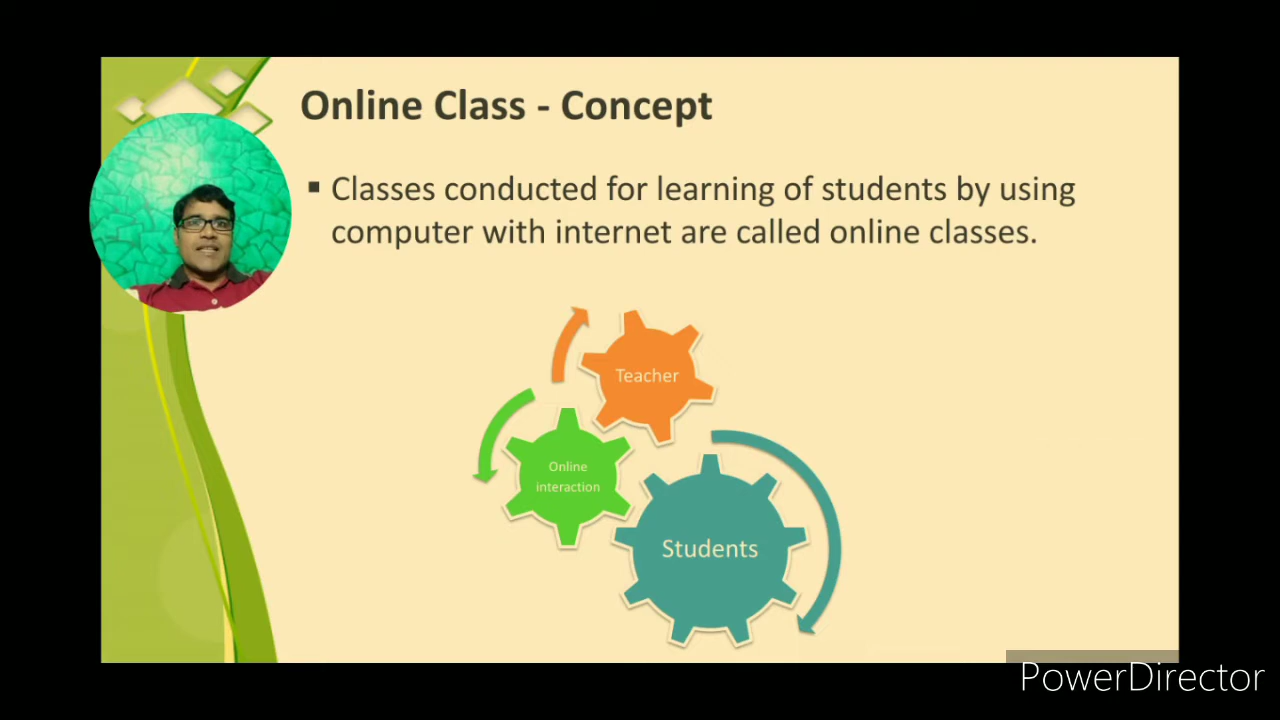 Online Class - Concept
▪ Classes conducted for learning of students by using
computer with internet are called online classes.
Teacher
Online
interaction
Students
PowerDirector